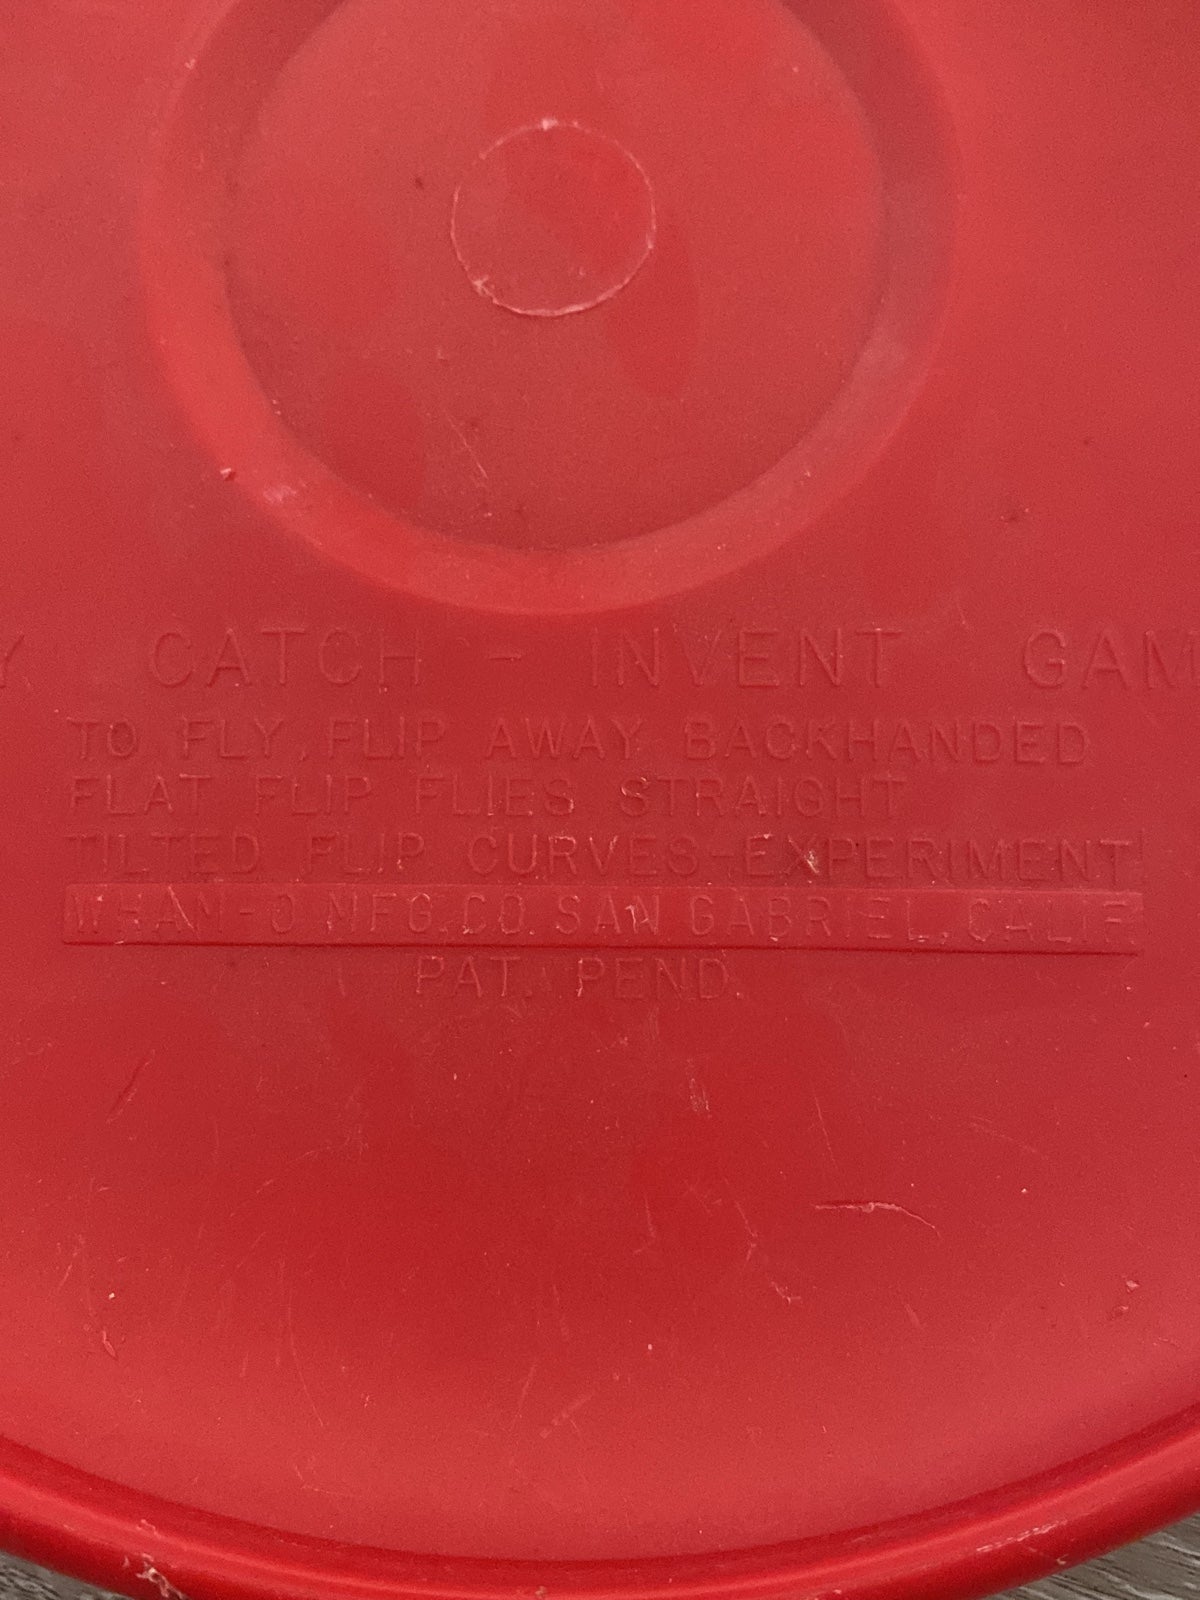 Y CATCH - INVENT GAM
TO FLY, FLIP AWAY BACKHANDED
FLAT FLIP FLIES STRAIGHT
TILTED FLIP CURVES-EXPERIMENT
WHAM-O MFG. CO. SAN GABRIEL, CALIF
PAT. PEND.